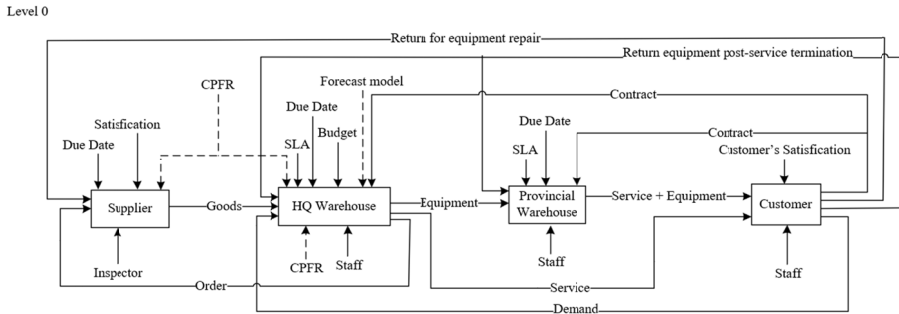 Level 0
Return for equipment repair
Return equipment post-service termination
CPFR
Forecast model
Contract
Due Date
Satisfication
Budget
Due Date
Contract
Due Date
SLA
SLA
Customer's Satisfication
Supplier
Goods
HQ Warehouse
Equipment
Provincial
Warehouse
Service + Equipment
Customer
Inspector
CPFR
Staff
Staff
Staff
Order
Service
Demand